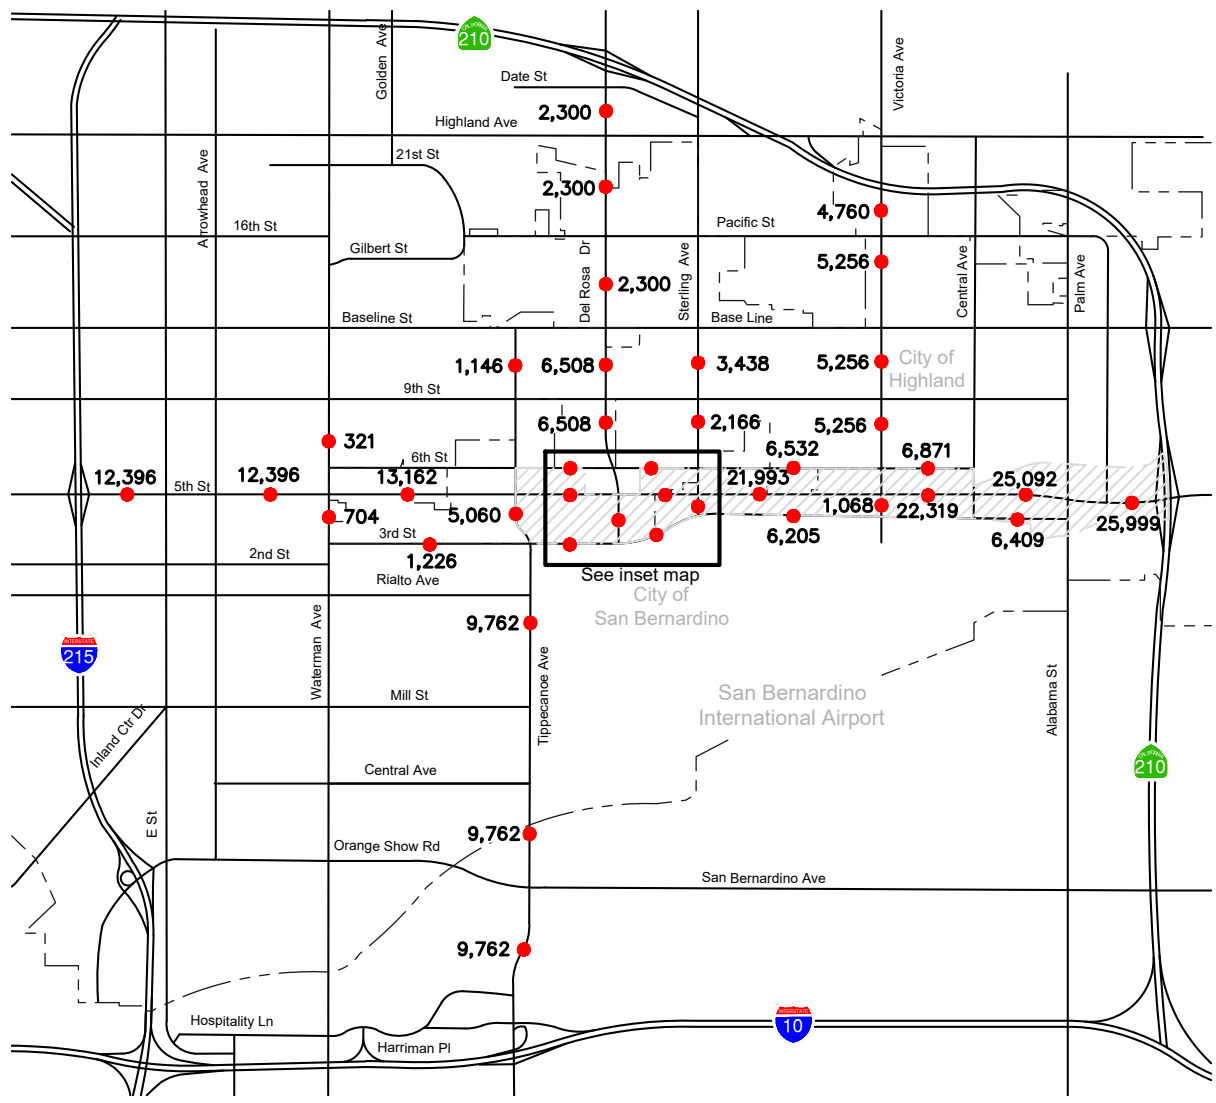 CALIFORNIA
210
Golden Ave
Victoria Ave
Date St
2,300
Highland Ave
21st St
Arrowhead Ave
2,300
4,760
16th St
Pacific St
Gilbert St
Del Rosa Dr
Sterling Ave
5,256
Central Ave
Palm Ave
2,300
Baseline St
Base Line
1,146
6,508
3,438
5,256
City of
Highland
9th St
6,508
2,166
5,256
321
6th St
6,532
6,871
12,396
12,396
13,162
21,993
25,092
5th St
704
5,060
1,068
22,319
25,999
3rd St
6,205
6,409
2nd St
1,226
See inset map
Rialto Ave
City of
San Bernardino
9,762
Waterman Ave
INTERSTATE
215
Tippecanoe Ave
Mill St
San Bernardino
International Airport
Alabama St
Inland Ctr Dr
Central Ave
CALIFORNIA
210
E St
9,762
Orange Show Rd
San Bernardino Ave
9,762
Hospitality Ln
INTERSTATE
10
Harriman Pl